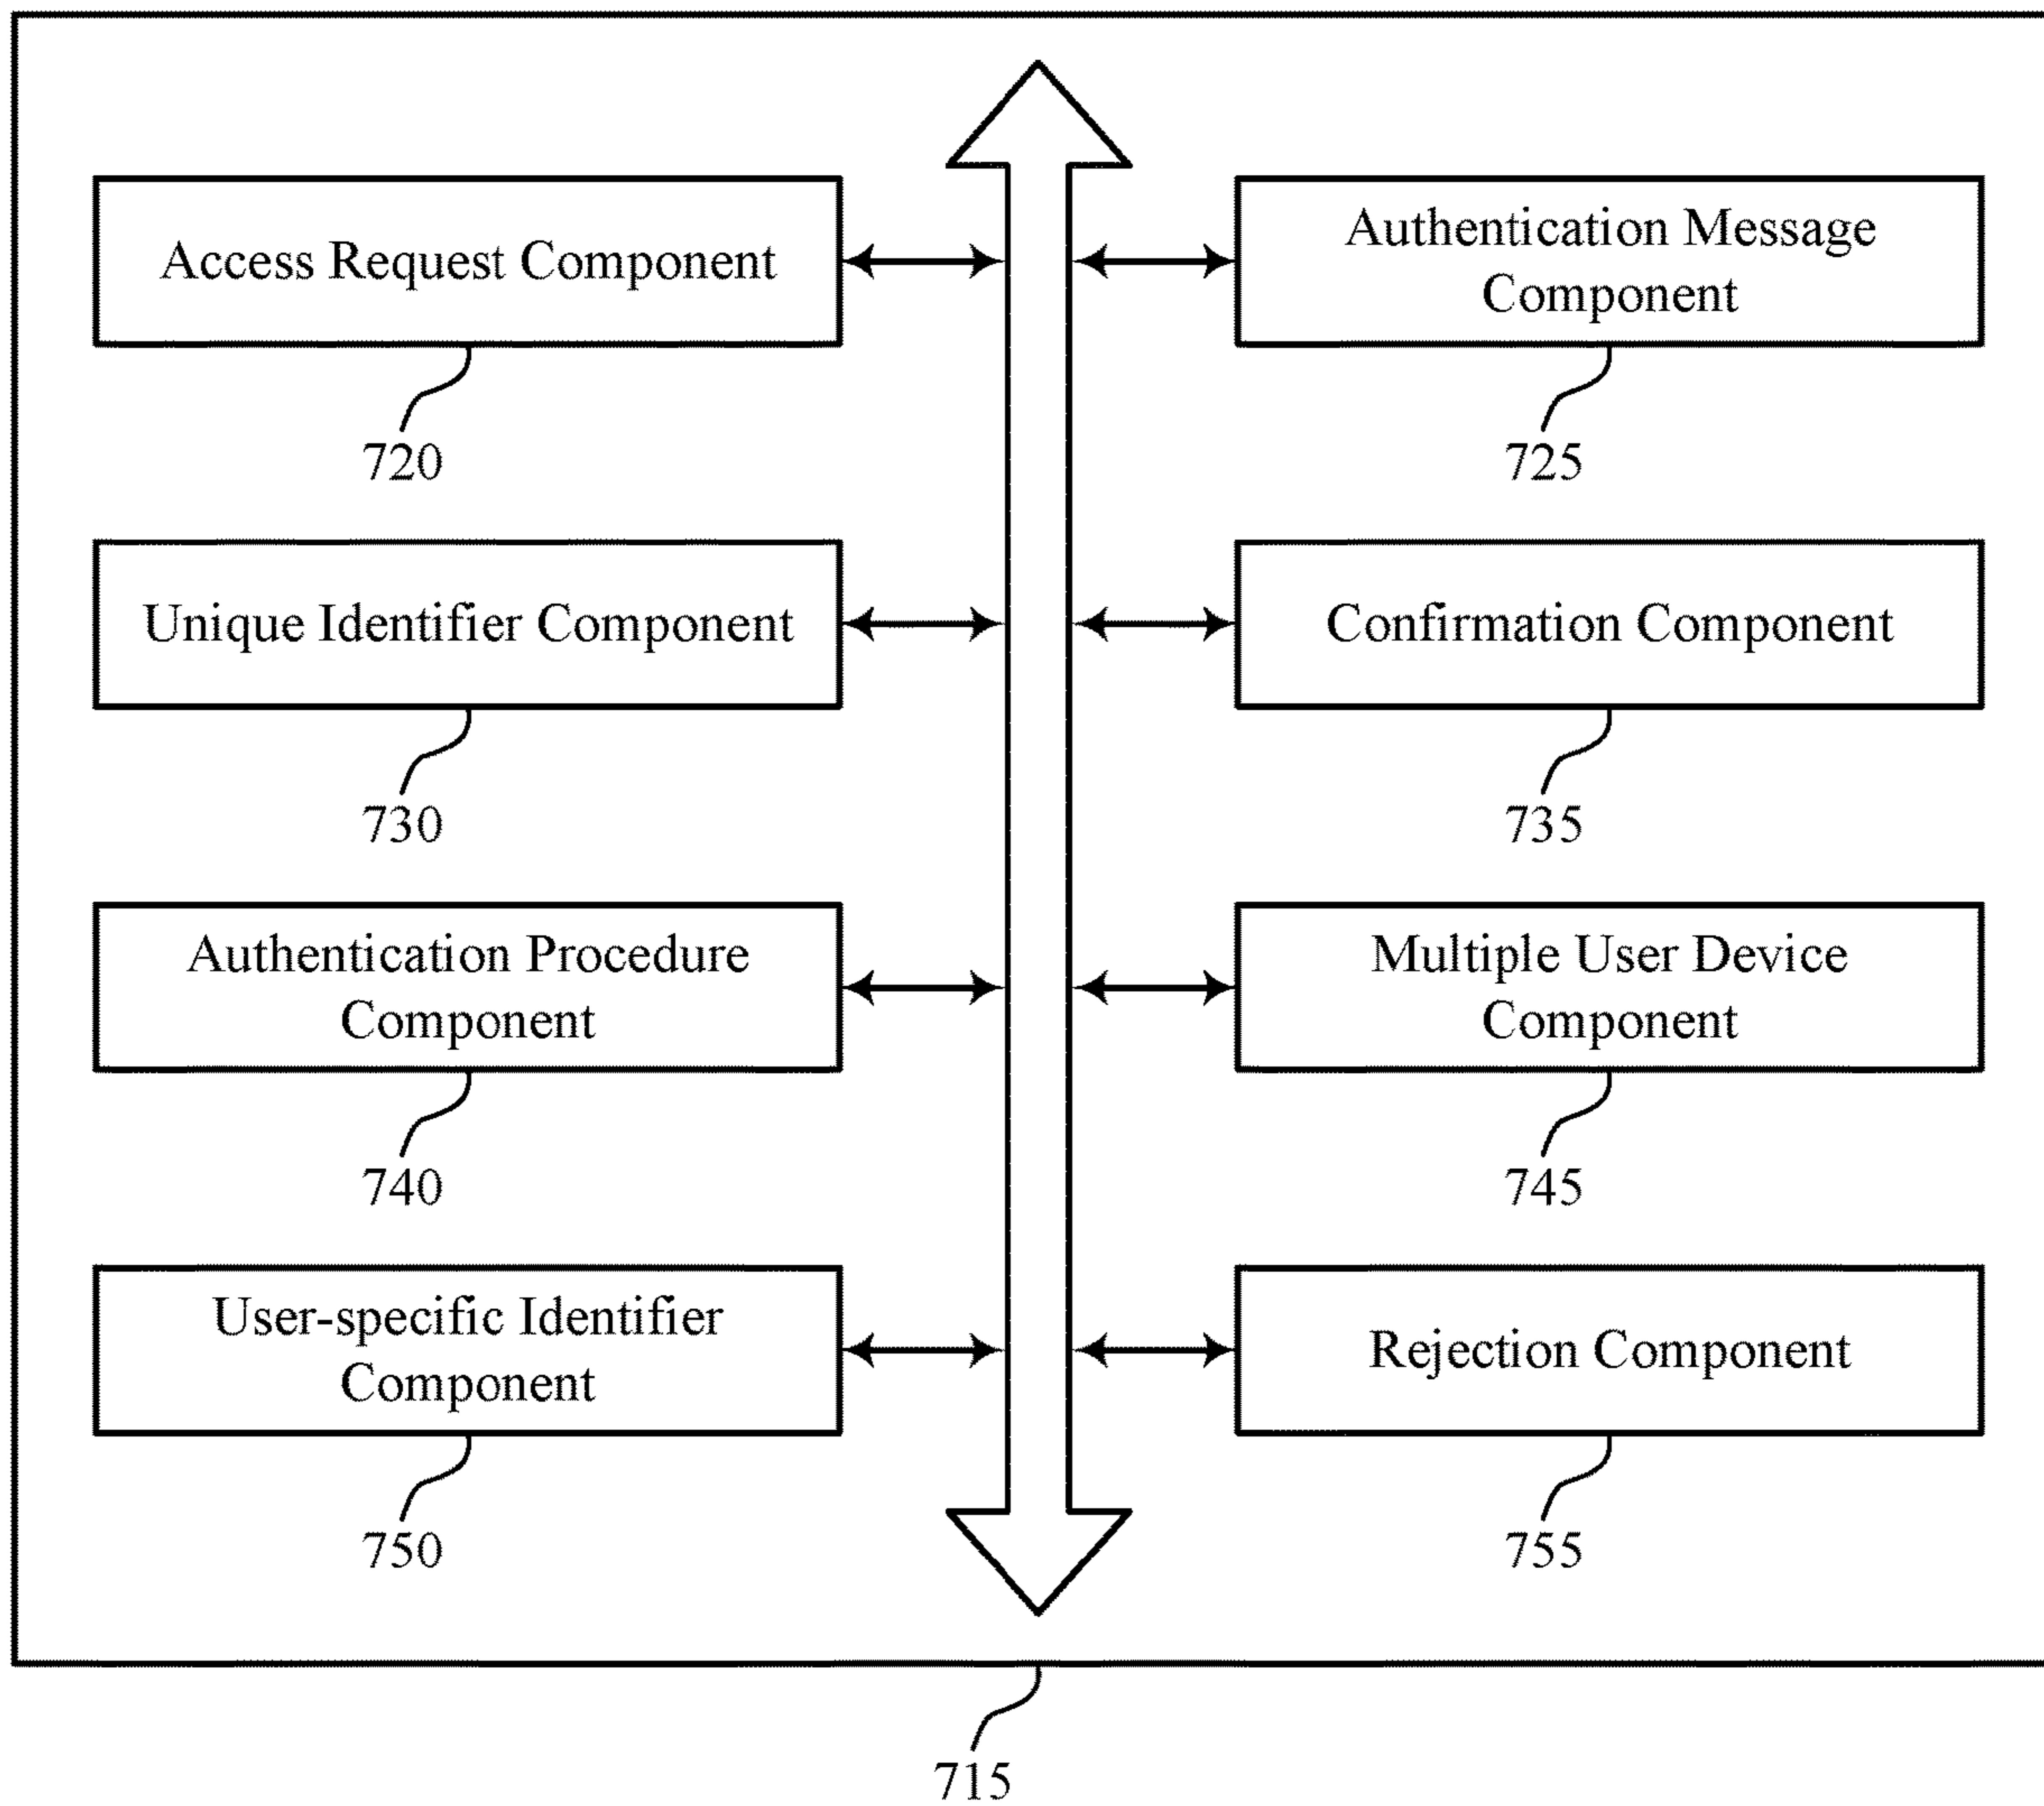 Access Request Component
720
Authentication Message
Component
725
Unique Identifier Component
730
Confirmation Component
735
Authentication Procedure
Component
740
Multiple User Device
Component
745
User-specific Identifier
Component
750
Rejection Component
755
715